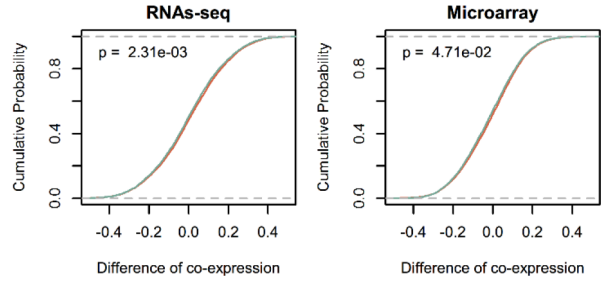 RNAs-seq
p = 2.31e-03
Cumulative Probability
0.0 0.4 0.8
-0.4 -0.2 0.0 0.2 0.4
Difference of co-expression
Microarray
p = 4.71e-02
Cumulative Probability
0.0 0.4 0.8
-0.4 -0.2 0.0 0.2 0.4
Difference of co-expression